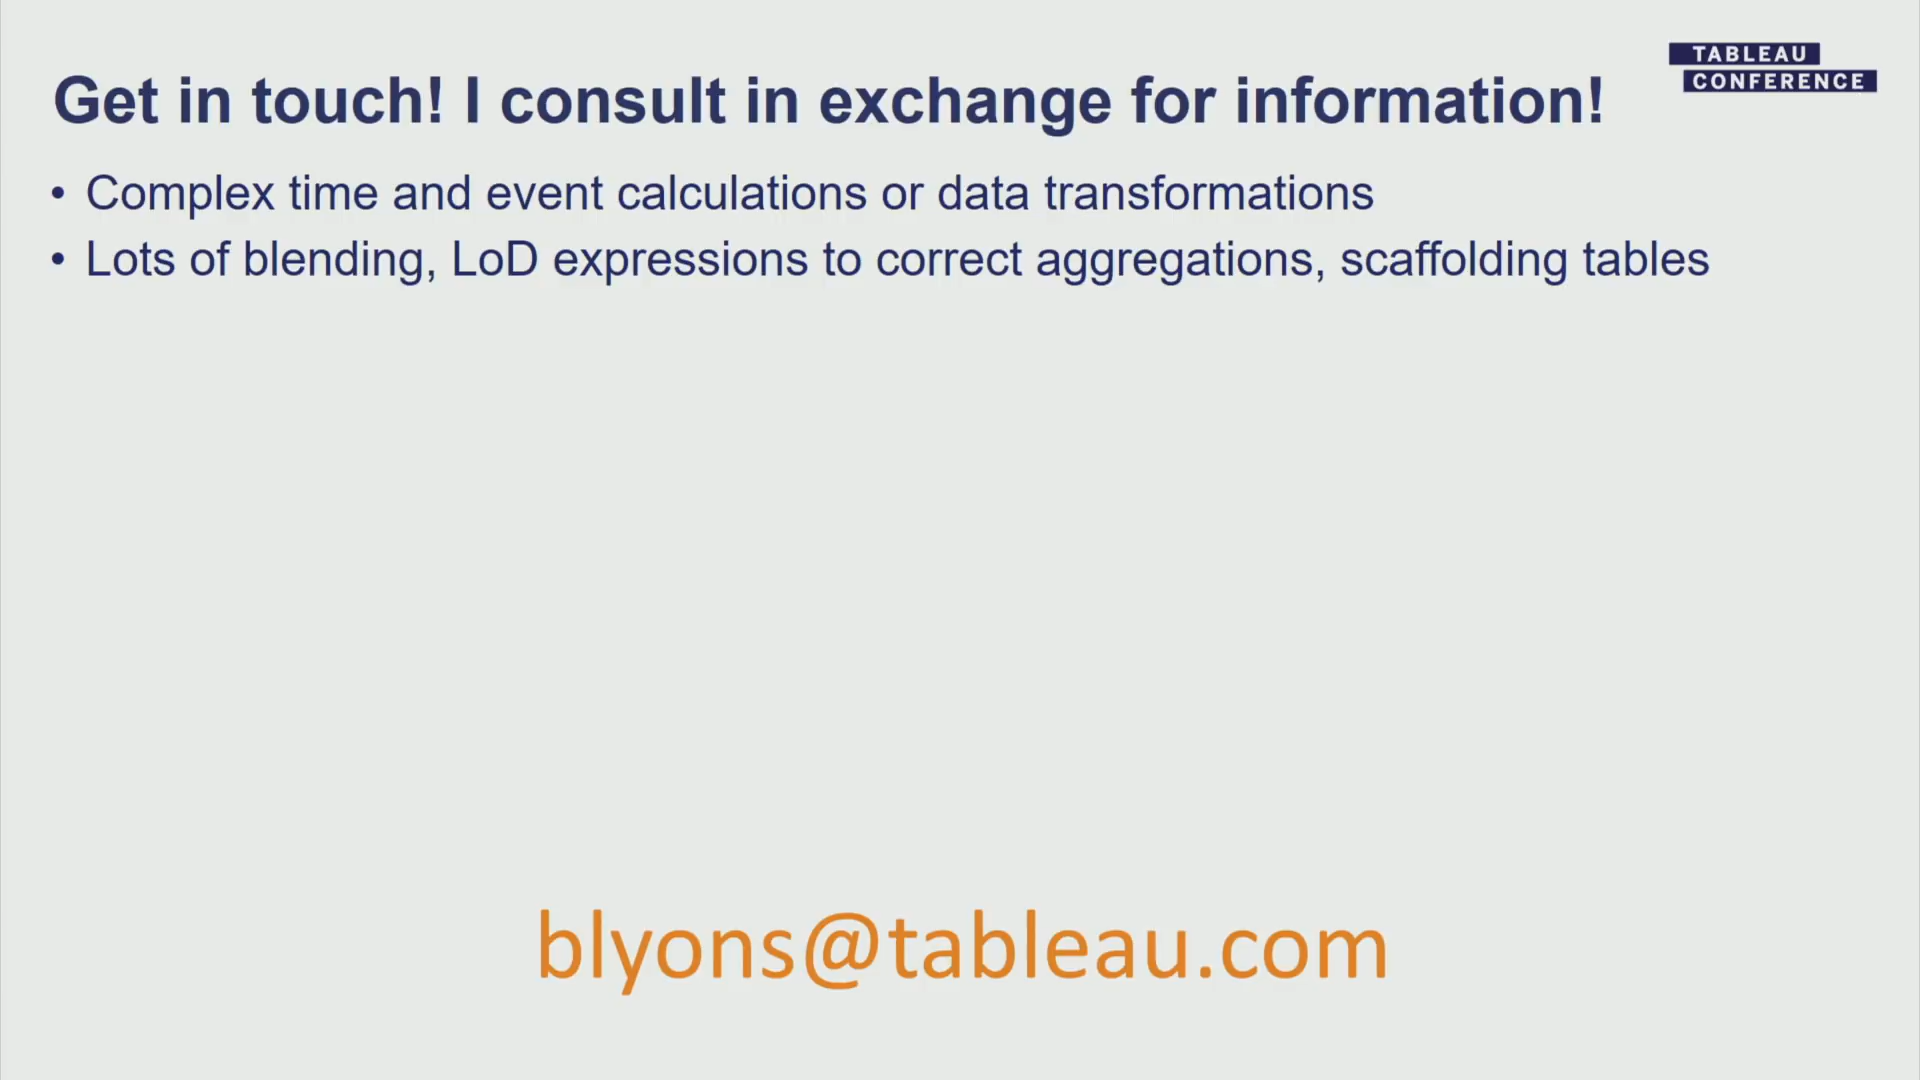 TABLEAU
CONFERENCE
Get in touch! I consult in exchange for information!
• Complex time and event calculations or data transformations
• Lots of blending, LoD expressions to correct aggregations, scaffolding tables
blyons@tableau.com